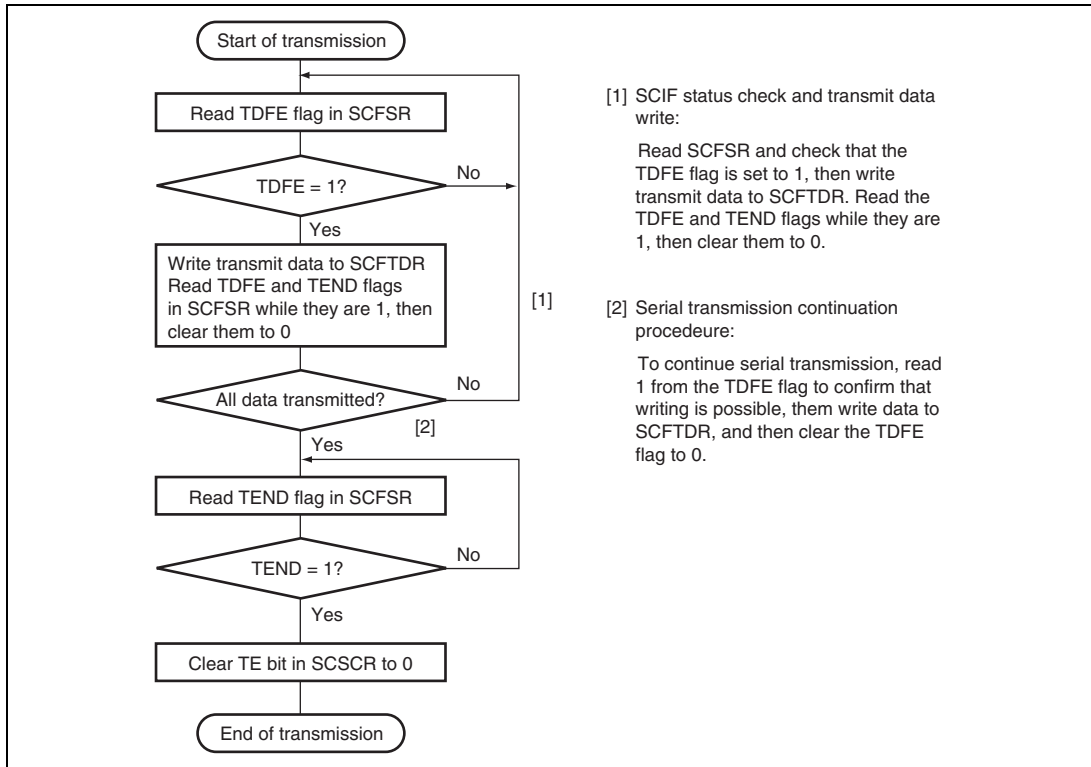 Start of transmission
Read TDFE flag in SCFSR
TDFE = 1?
No
Yes
Write transmit data to SCFTDR
Read TDFE and TEND flags
in SCFSR while they are 1, then
clear them to 0
[1]
All data transmitted?
No
[2]
Yes
Read TEND flag in SCFSR
TEND = 1?
No
Yes
Clear TE bit in SCSCR to 0
End of transmission
[1] SCIF status check and transmit data
write:
Read SCFSR and check that the
TDFE flag is set to 1, then write
transmit data to SCFTDR. Read the
TDFE and TEND flags while they are
1, then clear them to 0.
[2] Serial transmission continuation
procedeure:
To continue serial transmission, read
1 from the TDFE flag to confirm that
writing is possible, them write data to
SCFTDR, and then clear the TDFE
flag to 0.